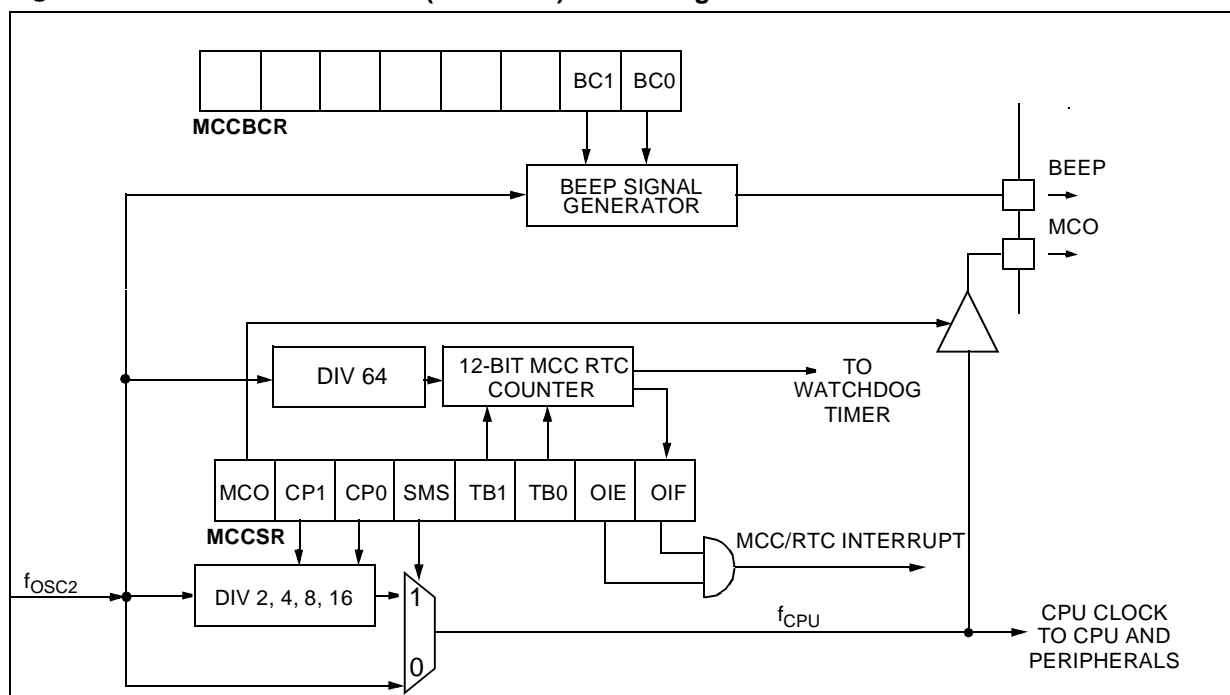 BC1 BC0
MCCBCR
BEEP SIGNAL
GENERATOR
BEEP
MCO
DIV 64
12-BIT MCC RTC
COUNTER
TO
WATCHDOG
TIMER
MCO CP1 CP0 SMS TB1 TB0 OIE OIF
MCCSR
MCC/RTC INTERRUPT
fOSC2
DIV 2, 4, 8, 16
1
0
fCPU
CPU CLOCK
TO CPU AND
PERIPHERALS